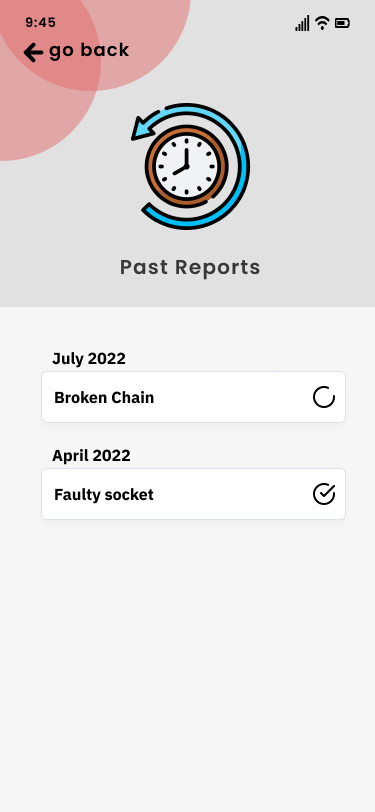 9:45
go back
Past Reports
July 2022
Broken Chain
April 2022
Faulty socket